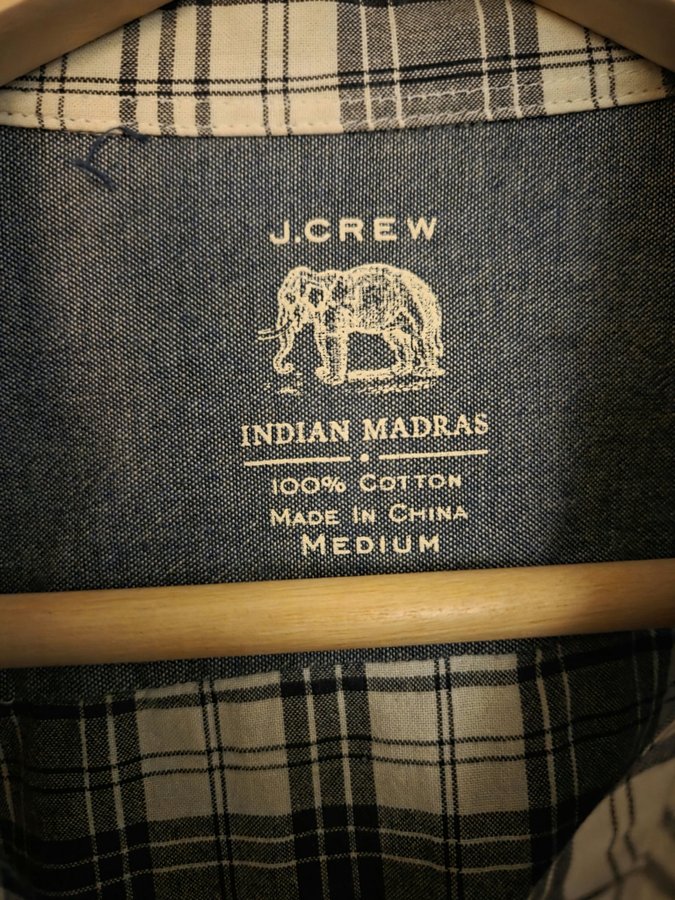 J.CREW
INDIAN MADRAS
100% COTTON
MADE IN CHINA
MEDIUM